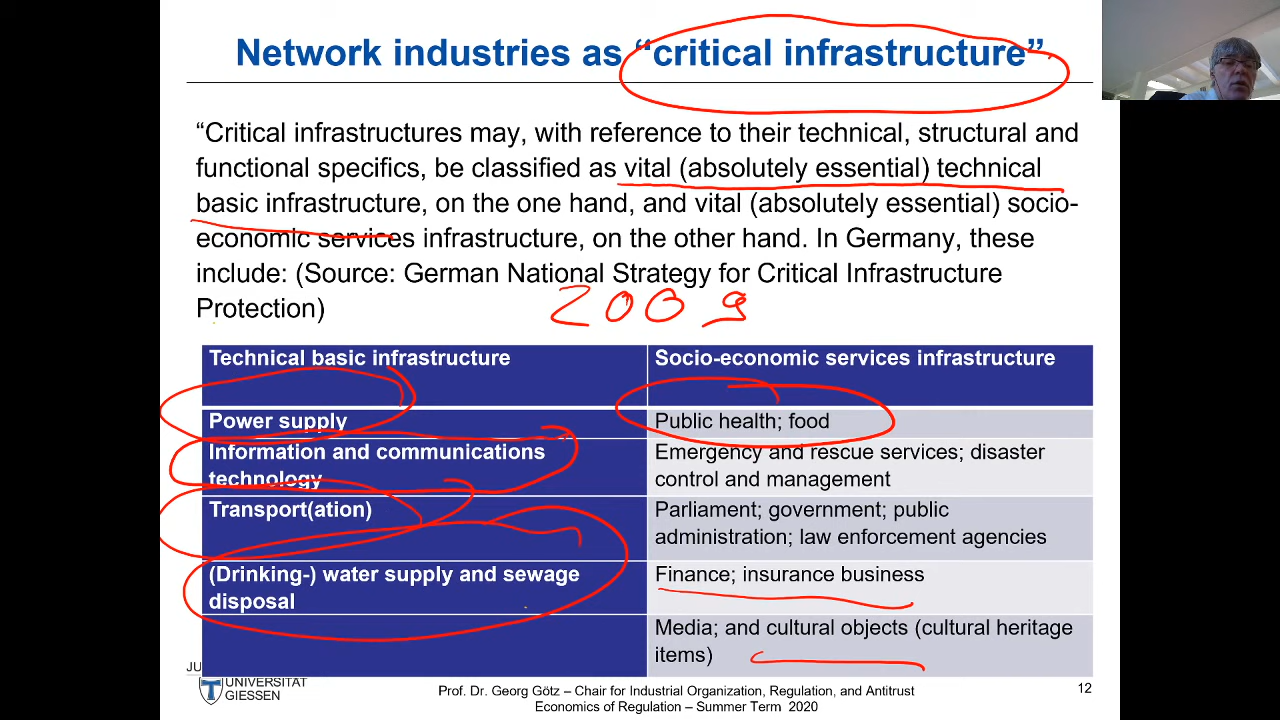 Network industries as “critical infrastructure”
“Critical infrastructures may, with reference to their technical, structural and
functional specifics, be classified as vital (absolutely essential) technical
basic infrastructure, on the one hand, and vital (absolutely essential) socio-
economic services infrastructure, on the other hand. In Germany, these
include: (Source: German National Strategy for Critical Infrastructure
Protection)
2009
Technical basic infrastructure
Socio-economic services infrastructure
Power supply
Public health; food
Information and communications
technology
Emergency and rescue services; disaster
control and management
Transport(ation)
Parliament; government; public
administration; law enforcement agencies
(Drinking-) water supply and sewage
disposal
Finance; insurance business
Media; and cultural objects (cultural heritage
items)
JU
UNIVERSITÄT
GIESSEN
Prof. Dr. Georg Götz – Chair for Industrial Organization, Regulation, and Antitrust
Economics of Regulation – Summer Term 2020
12